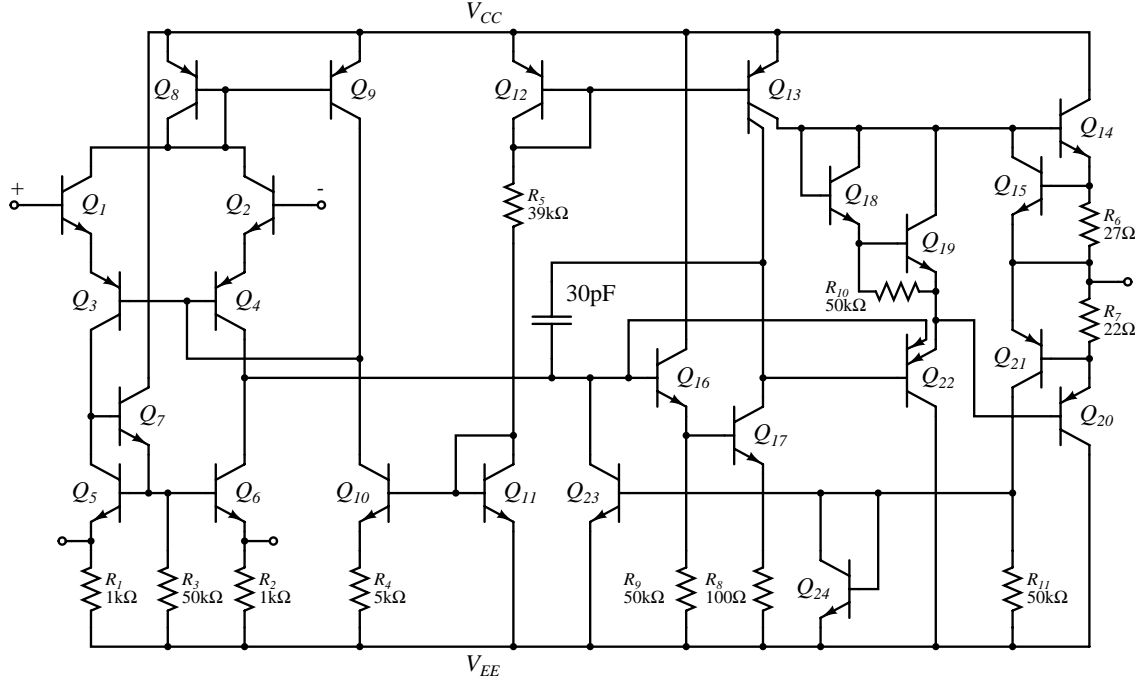 V_CC
Q_8
Q_9
Q_12
Q_13
Q_14
+
Q_1
Q_2
-
R_5
39kΩ
Q_18
Q_15
Q_19
R_6
27Ω
Q_3
Q_4
30pF
R_10
50kΩ
R_7
22Ω
Q_16
Q_22
Q_21
Q_7
Q_17
Q_20
Q_5
Q_6
Q_10
Q_11
Q_23
R_1
1kΩ
R_3
50kΩ
R_2
1kΩ
R_4
5kΩ
R_9
50kΩ
R_8
100Ω
Q_24
R_11
50kΩ
V_EE